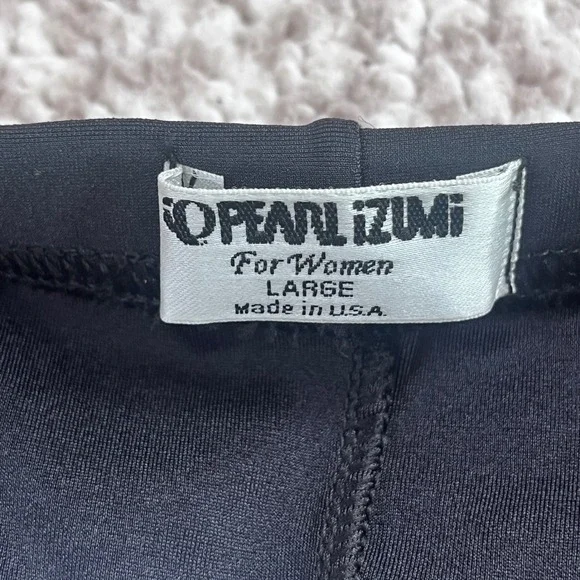 PEARL iZUMi
For Women
LARGE
Made in U.S.A.